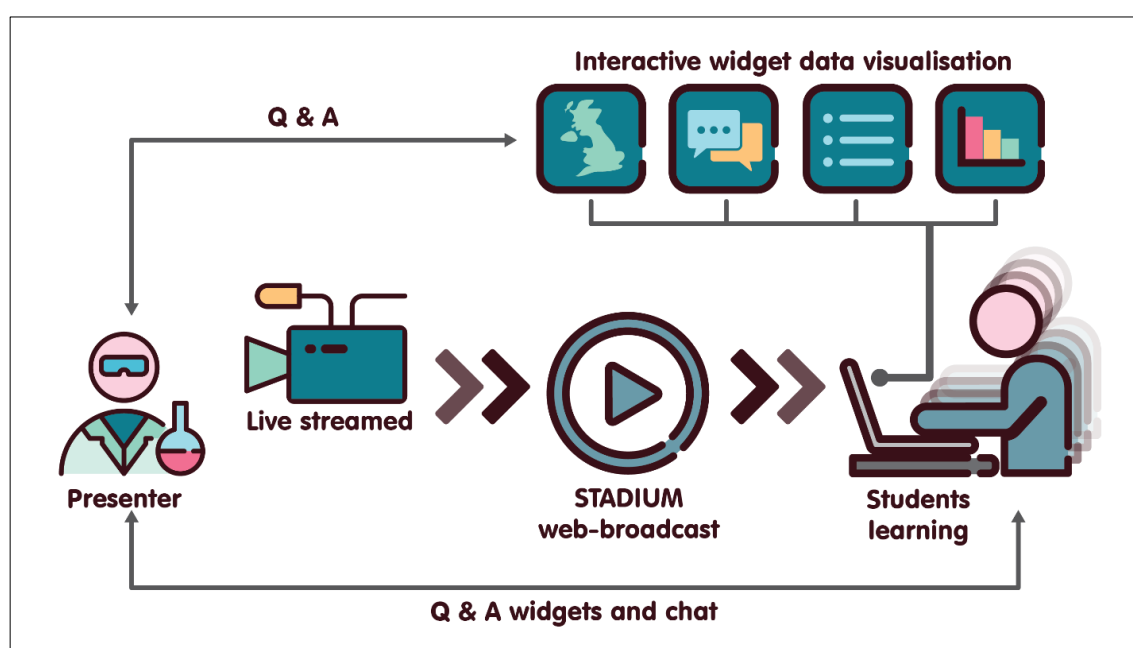 Interactive widget data visualisation
Q & A
Live streamed
Presenter
STADIUM
web-broadcast
Students
learning
Q & A widgets and chat